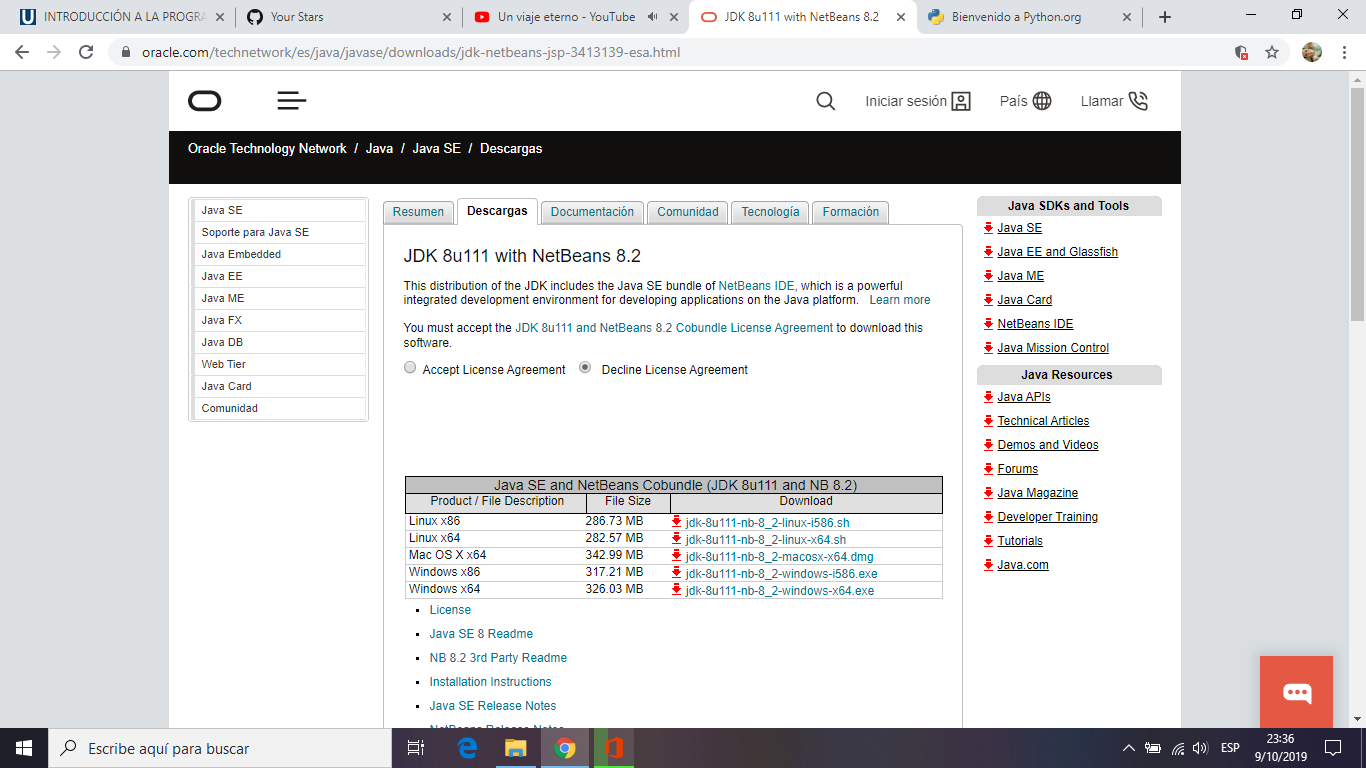 INTRODUCCIÓN A LA PROGRA
Your Stars
Un viaje eterno - YouTube
JDK 8u111 with NetBeans 8.2
Bienvenido a Python.org
oracle.com/technetwork/es/java/javase/downloads/jdk-netbeans-jsp-3413139-esa.html
Iniciar sesión
País
Llamar
Oracle Technology Network / Java / Java SE / Descargas
Java SE
Soporte para Java SE
Java Embedded
Java EE
Java ME
Java FX
Java DB
Web Tier
Java Card
Comunidad
Resumen
Descargas
Documentación
Comunidad
Tecnología
Formación
JDK 8u111 with NetBeans 8.2
This distribution of the JDK includes the Java SE bundle of NetBeans IDE, which is a powerful
integrated development environment for developing applications on the Java platform. Learn more
You must accept the JDK 8u111 and NetBeans 8.2 Cobundle License Agreement to download this
software.
Accept License Agreement
Decline License Agreement
Java SE and NetBeans Cobundle (JDK 8u111 and NB 8.2)
Product / File Description File Size Download
Linux x86 286.73 MB jdk-8u111-nb-8_2-linux-i586.sh
Linux x64 282.57 MB jdk-8u111-nb-8_2-linux-x64.sh
Mac OS X x64 342.99 MB jdk-8u111-nb-8_2-macosx-x64.dmg
Windows x86 317.21 MB jdk-8u111-nb-8_2-windows-i586.exe
Windows x64 326.03 MB jdk-8u111-nb-8_2-windows-x64.exe
License
Java SE 8 Readme
NB 8.2 3rd Party Readme
Installation Instructions
Java SE Release Notes
NetBeans Release Notes
Java SDKs and Tools
Java SE
Java EE and Glassfish
Java ME
Java Card
NetBeans IDE
Java Mission Control
Java Resources
Java APIs
Technical Articles
Demos and Videos
Forums
Java Magazine
Developer Training
Tutorials
Java.com
Escribe aquí para buscar
ESP
23:36
9/10/2019